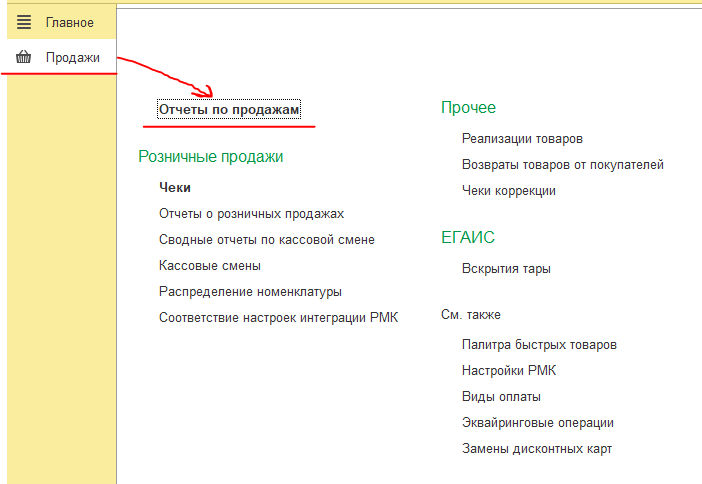 Главное
Продажи
Отчеты по продажам
Розничные продажи
Чеки
Отчеты о розничных продажах
Сводные отчеты по кассовой смене
Кассовые смены
Распределение номенклатуры
Соответствие настроек интеграции РМК
Прочее
Реализации товаров
Возвраты товаров от покупателей
Чеки коррекции
ЕГАИС
Вскрытия тары
См. также
Палитра быстрых товаров
Настройки РМК
Виды оплаты
Эквайринговые операции
Замены дисконтных карт